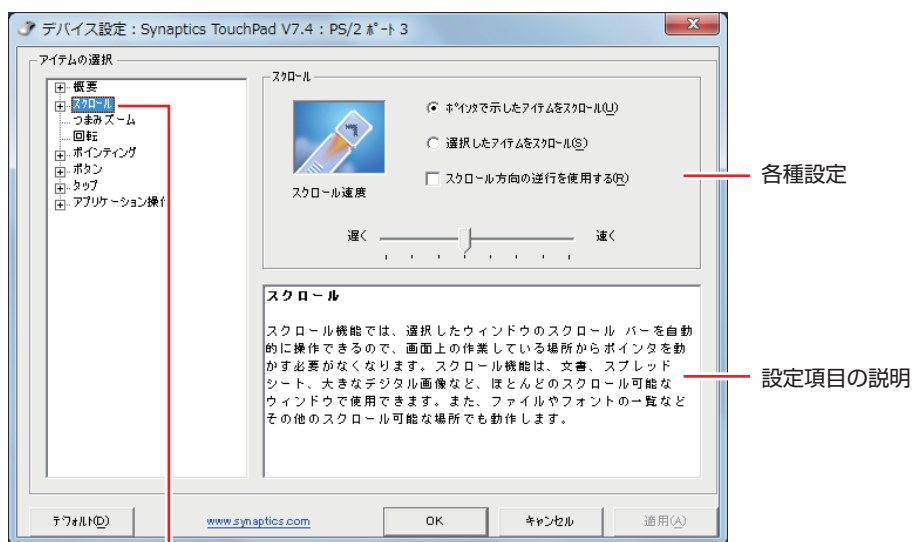 デバイス設定：Synaptics TouchPad V7.4：PS/2 ﾎﾟｰﾄ 3
アイテムの選択
概要
スクロール
つまみズーム
回転
ポインティング
ボタン
タップ
アプリケーション操作
スクロール
スクロール速度
ポインタで示したアイテムをスクロール(U)
選択したアイテムをスクロール(S)
スクロール方向の逆行を使用する(R)
遅く
速く
スクロール
スクロール機能では、選択したウィンドウのスクロール バーを自動
的に操作できるので、画面上の作業している場所からポインタを動
かす必要がなくなります。スクロール機能は、文書、スプレッド
シート、大きなデジタル画像など、ほとんどのスクロール可能な
ウィンドウで使用できます。また、ファイルやフォントの一覧など
その他のスクロール可能な場所でも動作します。
デフォルト(D)
www.synaptics.com
OK
キャンセル
適用(A)
各種設定
設定項目の説明